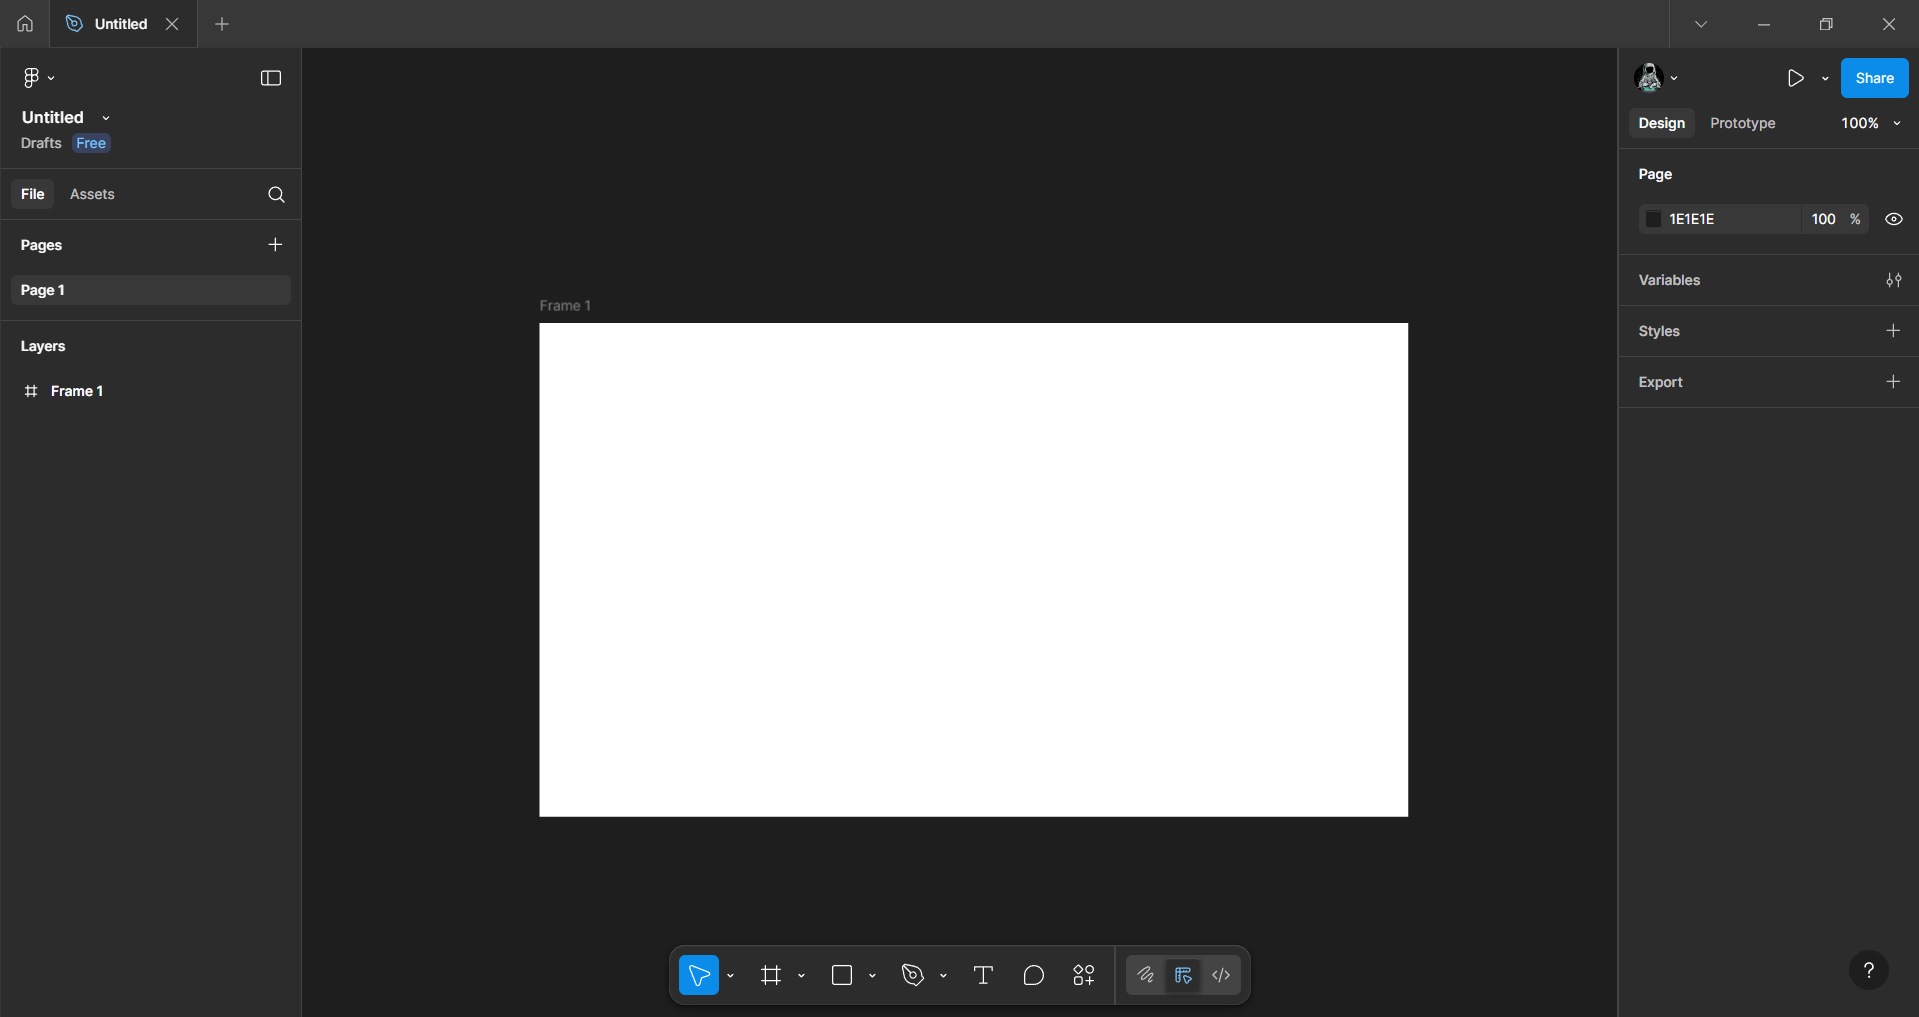 Untitled
Untitled
Drafts Free
File Assets
Pages
Page 1
Layers
Frame 1
Frame 1
Share
Design Prototype 100%
Page
1E1E1E 100 %
Variables
Styles
Export
?